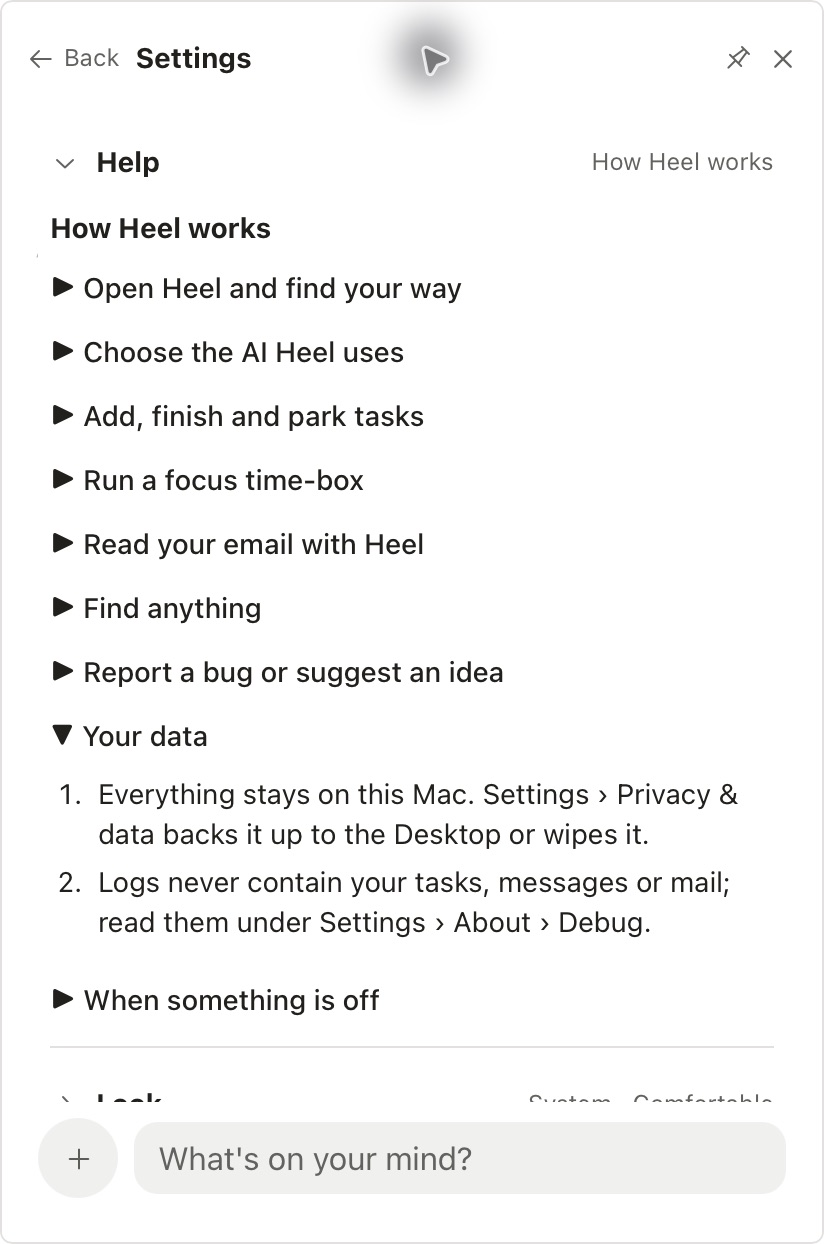 Back Settings
Help How Heel works
How Heel works
Open Heel and find your way
Choose the AI Heel uses
Add, finish and park tasks
Run a focus time-box
Read your email with Heel
Find anything
Report a bug or suggest an idea
Your data
1. Everything stays on this Mac. Settings › Privacy &
data backs it up to the Desktop or wipes it.
2. Logs never contain your tasks, messages or mail;
read them under Settings › About › Debug.
When something is off
Look System Comfortable
What's on your mind?